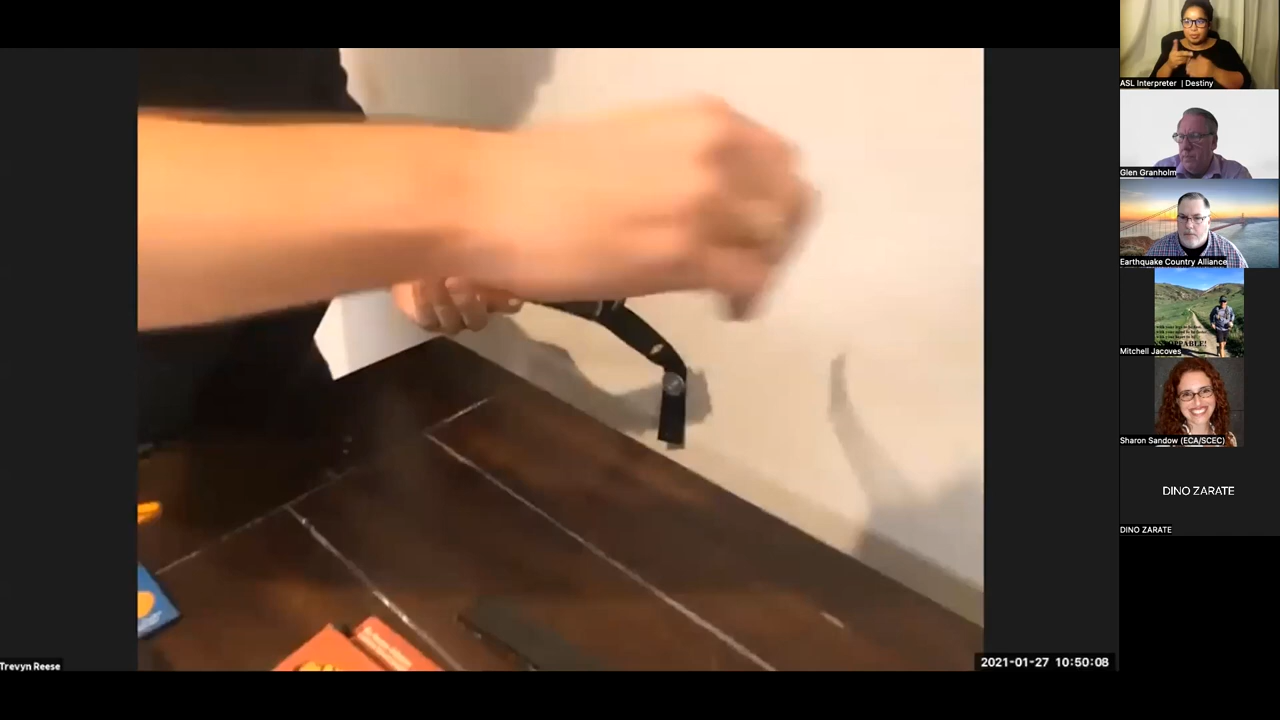 ASL Interpreter | Destiny
Glen Granholm
Earthquake Country Alliance
Mitchell Jacoves
Sharon Sandow (ECA/SCEC)
DINO ZARATE
DINO ZARATE
Trevyn Reese
2021-01-27 10:50:08